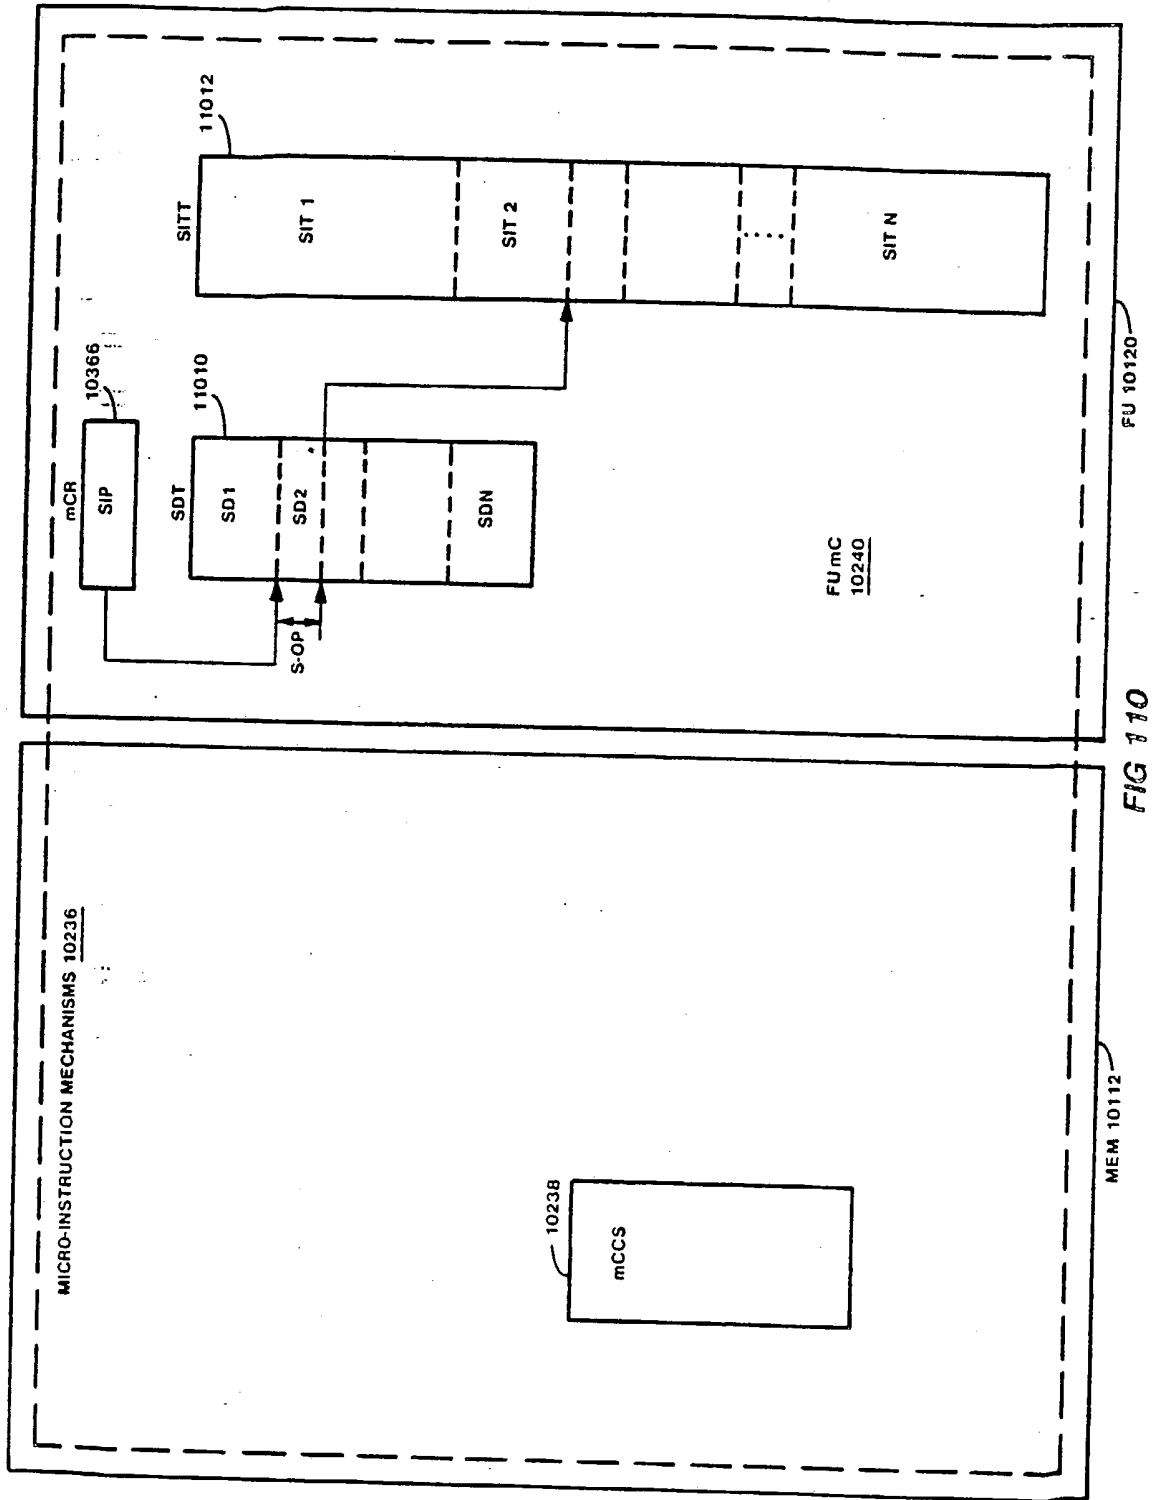 MICRO-INSTRUCTION MECHANISMS 10236
10238
mCCS
MEM 10112
mCR
10366
SIP
SDT
11010
SD1
SD2
SDN
S-OP
SITT
11012
SIT 1
SIT 2
SIT N
FU mC
10240
FU 10120
FIG 110